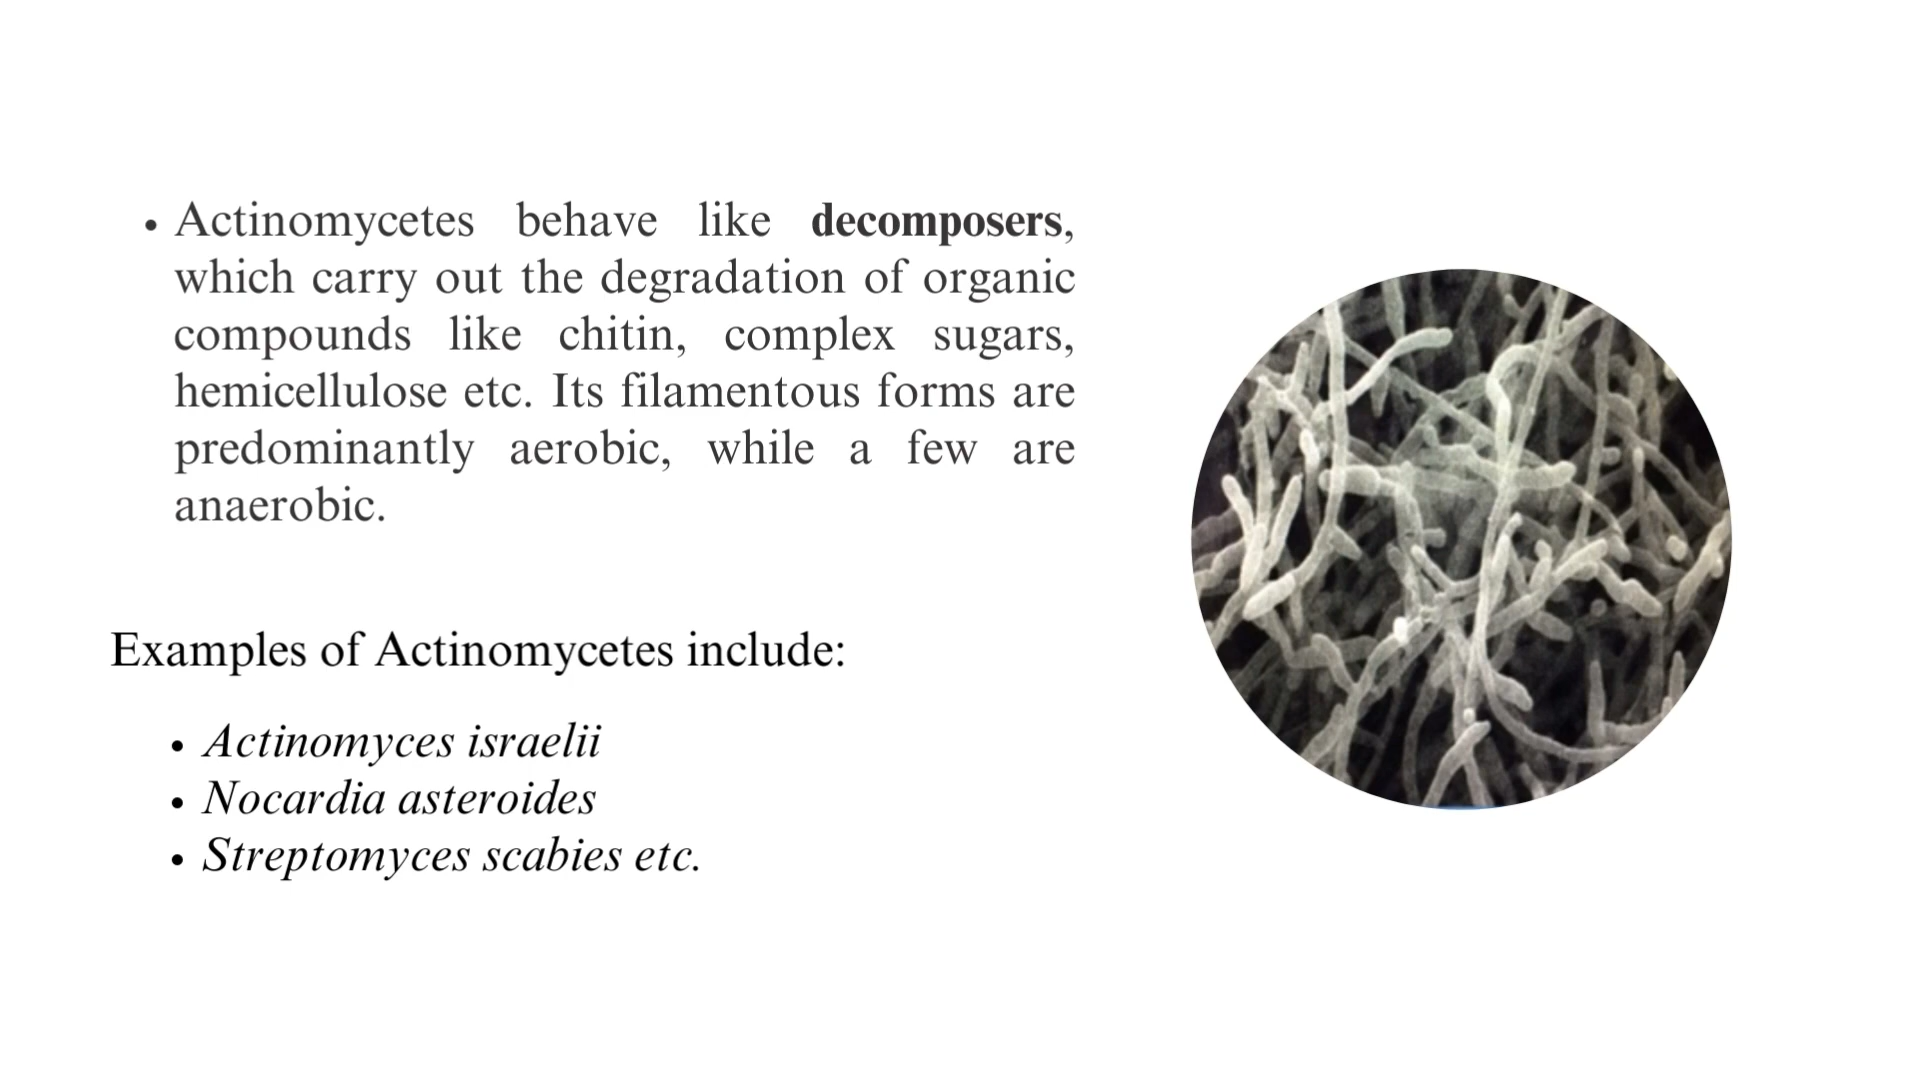 • Actinomycetes behave like decomposers,
which carry out the degradation of organic
compounds like chitin, complex sugars,
hemicellulose etc. Its filamentous forms are
predominantly aerobic, while a few are
anaerobic.
Examples of Actinomycetes include:
• Actinomyces israelii
• Nocardia asteroides
• Streptomyces scabies etc.